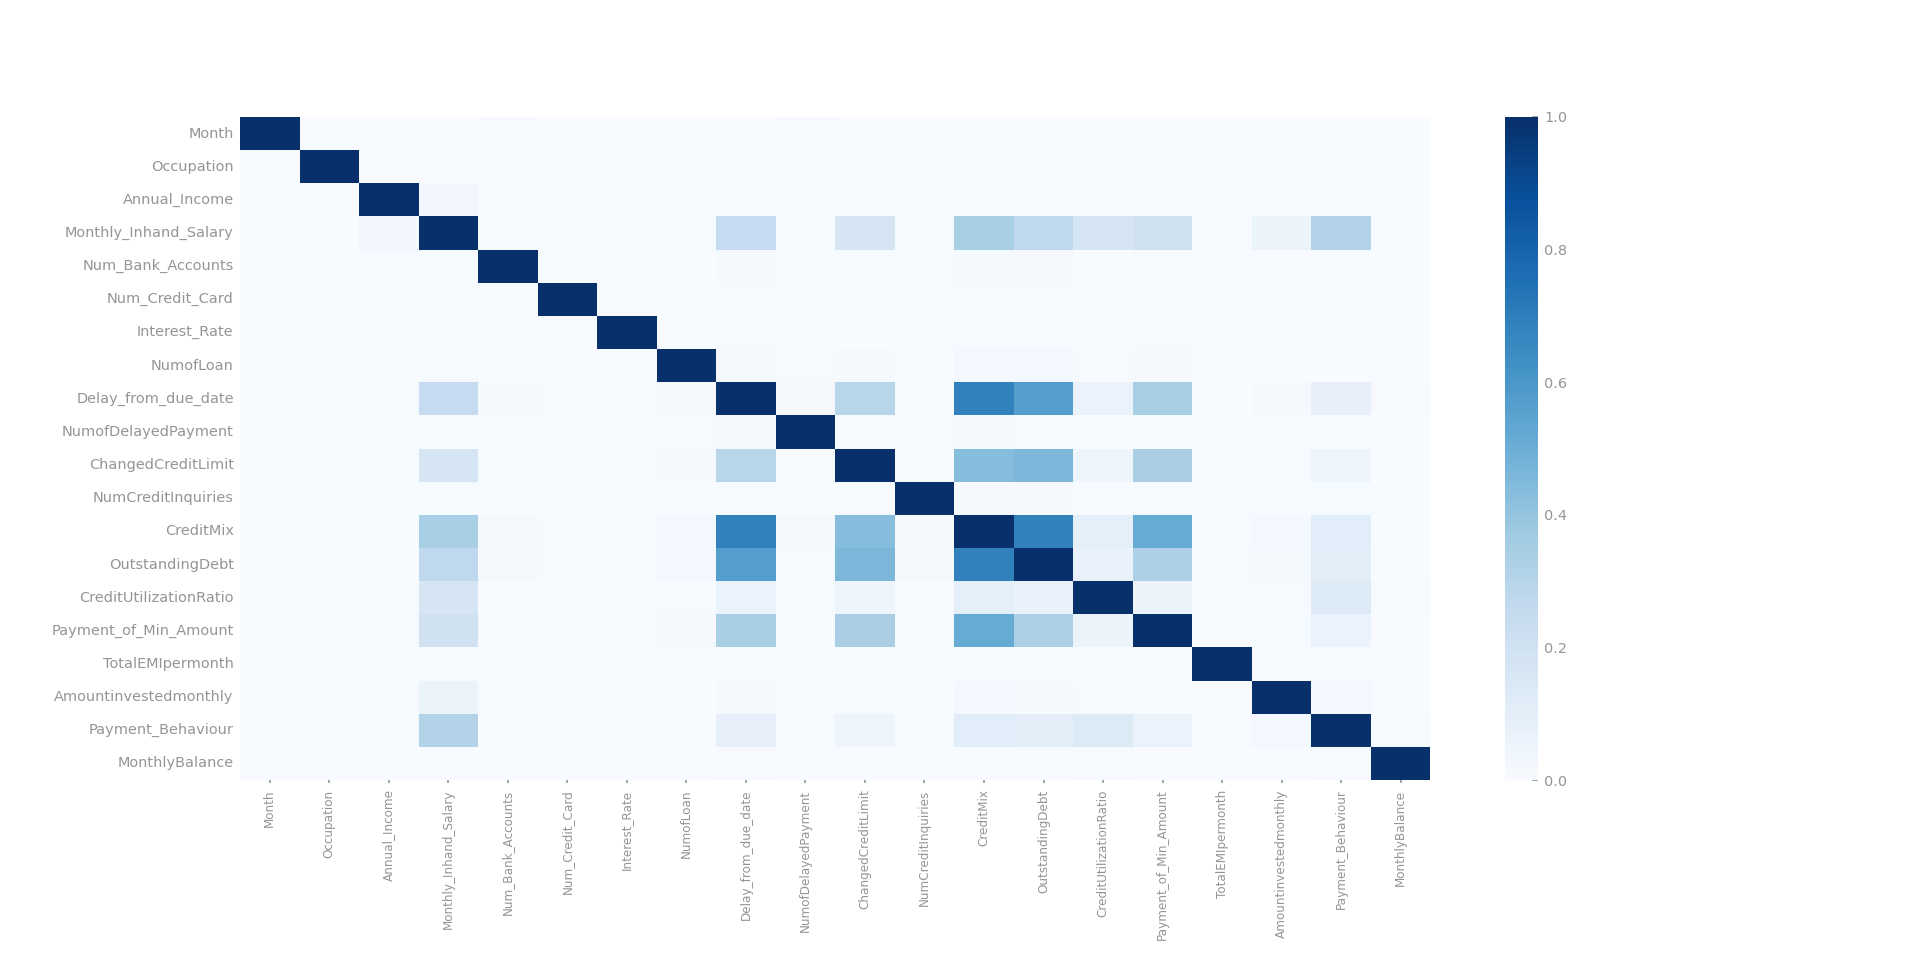 Month
Occupation
Annual_Income
Monthly_Inhand_Salary
Num_Bank_Accounts
Num_Credit_Card
Interest_Rate
NumofLoan
Delay_from_due_date
NumofDelayedPayment
ChangedCreditLimit
NumCreditInquiries
CreditMix
OutstandingDebt
CreditUtilizationRatio
Payment_of_Min_Amount
TotalEMIpermonth
Amountinvestedmonthly
Payment_Behaviour
MonthlyBalance
Month
Occupation
Annual_Income
Monthly_Inhand_Salary
Num_Bank_Accounts
Num_Credit_Card
Interest_Rate
NumofLoan
Delay_from_due_date
NumofDelayedPayment
ChangedCreditLimit
NumCreditInquiries
CreditMix
OutstandingDebt
CreditUtilizationRatio
Payment_of_Min_Amount
TotalEMIpermonth
Amountinvestedmonthly
Payment_Behaviour
MonthlyBalance
1.0
0.8
0.6
0.4
0.2
0.0